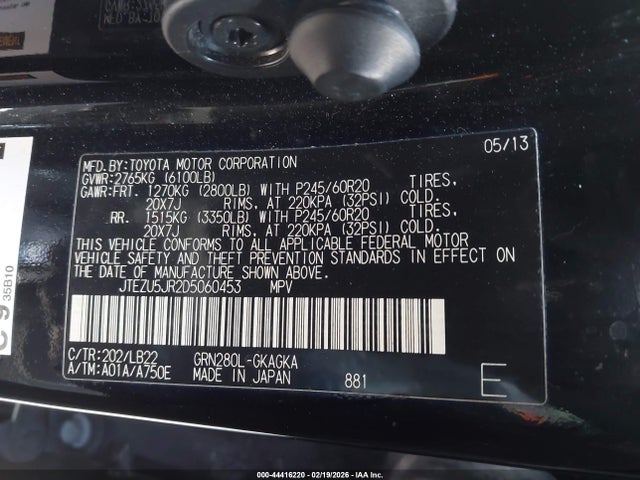 05/13
MFD.BY:TOYOTA MOTOR CORPORATION
GVWR:2765KG (6100LB)
GAWR:FRT. 1270KG (2800LB) WITH P245/60R20 TIRES,
20X7J RIMS, AT 220KPA (32PSI) COLD.
RR. 1515KG (3350LB) WITH P245/60R20 TIRES,
20X7J RIMS, AT 220KPA (32PSI) COLD.
THIS VEHICLE CONFORMS TO ALL APPLICABLE FEDERAL MOTOR
VEHICLE SAFETY AND THEFT PREVENTION STANDARDS IN EFFECT ON
THE DATE OF MANUFACTURE SHOWN ABOVE.
JTEZU5JR2D5060453 MPV
C/TR:202/LB22 GRN280L-GKAGKA
A/TM:A01A/A750E MADE IN JAPAN 881 E
C 9
35B10
000-44416220 - 02/19/2026 - IAA Inc.